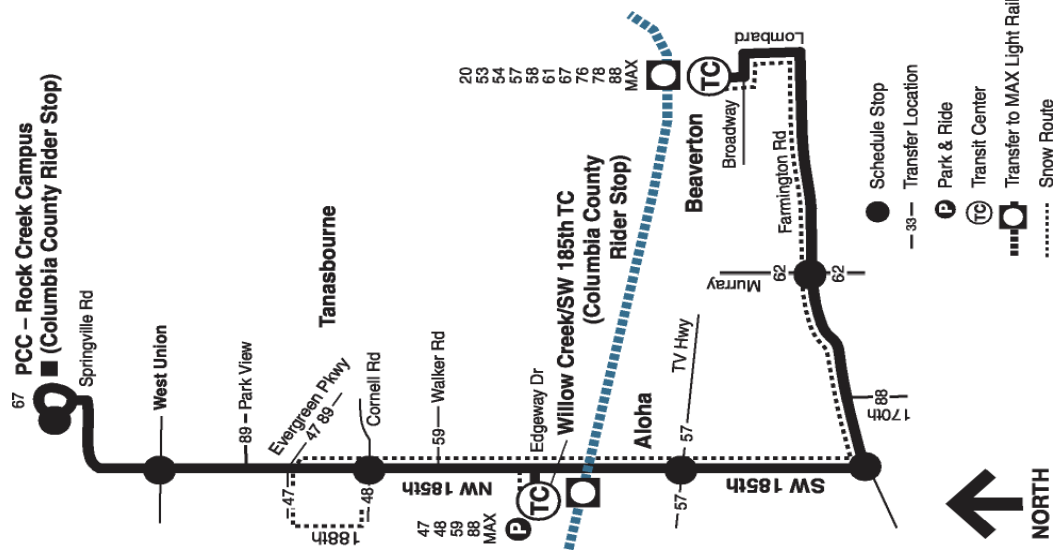 67
PCC – Rock Creek Campus
(Columbia County Rider Stop)
Springville Rd
West Union
89 – Park View
Evergreen Pkwy
47 89
Tanasbourne
47
188th
48
Cornell Rd
59
Walker Rd
NW 185th
47
48
59
88
MAX
P
TC
Edgeway Dr
Willow Creek/SW 185th TC
(Columbia County
Rider Stop)
Aloha
57
57
TV Hwy
SW 185th
88
170th
Murray
62
62
Farmington Rd
Beaverton
Broadway
Lombard
TC
20
53
54
57
58
61
67
76
78
88
MAX
Schedule Stop
33 Transfer Location
P Park & Ride
TC Transit Center
Transfer to MAX Light Rail
Snow Route
NORTH